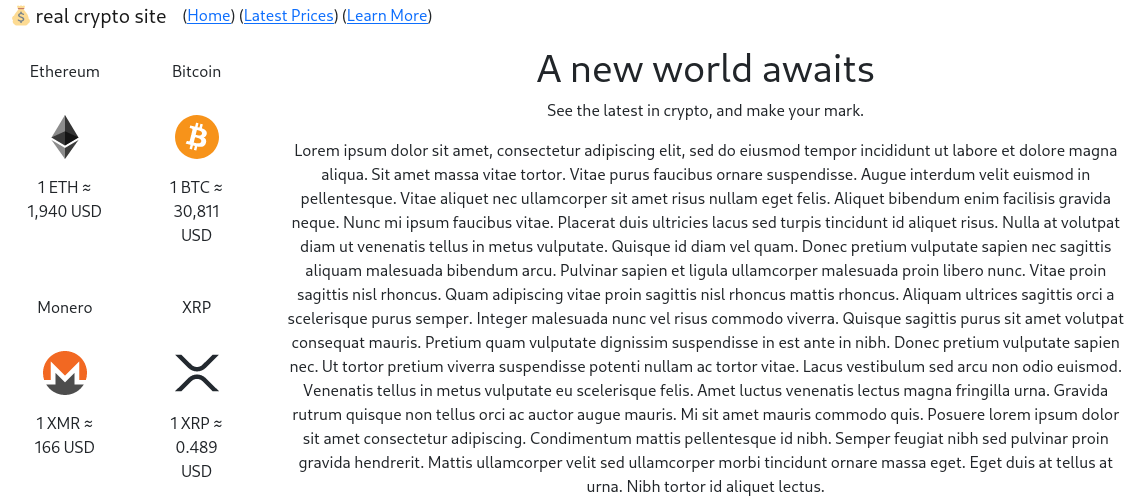 real crypto site (Home) (Latest Prices) (Learn More)
Ethereum
1 ETH ≈
1,940 USD
Bitcoin
1 BTC ≈
30,811
USD
Monero
1 XMR ≈
166 USD
XRP
1 XRP ≈
0.489
USD
A new world awaits
See the latest in crypto, and make your mark.
Lorem ipsum dolor sit amet, consectetur adipiscing elit, sed do eiusmod tempor incididunt ut labore et dolore magna
aliqua. Sit amet massa vitae tortor. Vitae purus faucibus ornare suspendisse. Augue interdum velit euismod in
pellentesque. Vitae aliquet nec ullamcorper sit amet risus nullam eget felis. Aliquet bibendum enim facilisis gravida
neque. Nunc mi ipsum faucibus vitae. Placerat duis ultricies lacus sed turpis tincidunt id aliquet risus. Nulla at volutpat
diam ut venenatis tellus in metus vulputate. Quisque id diam vel quam. Donec pretium vulputate sapien nec sagittis
aliquam malesuada bibendum arcu. Pulvinar sapien et ligula ullamcorper malesuada proin libero nunc. Vitae proin
sagittis nisl rhoncus. Quam adipiscing vitae proin sagittis nisl rhoncus mattis rhoncus. Aliquam ultrices sagittis orci a
scelerisque purus semper. Integer malesuada nunc vel risus commodo viverra. Quisque sagittis purus sit amet volutpat
consequat mauris. Pretium quam vulputate dignissim suspendisse in est ante in nibh. Donec pretium vulputate sapien
nec. Ut tortor pretium viverra suspendisse potenti nullam ac tortor vitae. Lacus vestibulum sed arcu non odio euismod.
Venenatis tellus in metus vulputate eu scelerisque felis. Amet luctus venenatis lectus magna fringilla urna. Gravida
rutrum quisque non tellus orci ac auctor augue mauris. Mi sit amet mauris commodo quis. Posuere lorem ipsum dolor
sit amet consectetur adipiscing. Condimentum mattis pellentesque id nibh. Semper feugiat nibh sed pulvinar proin
gravida hendrerit. Mattis ullamcorper velit sed ullamcorper morbi tincidunt ornare massa eget. Eget duis at tellus at
urna. Nibh tortor id aliquet lectus.